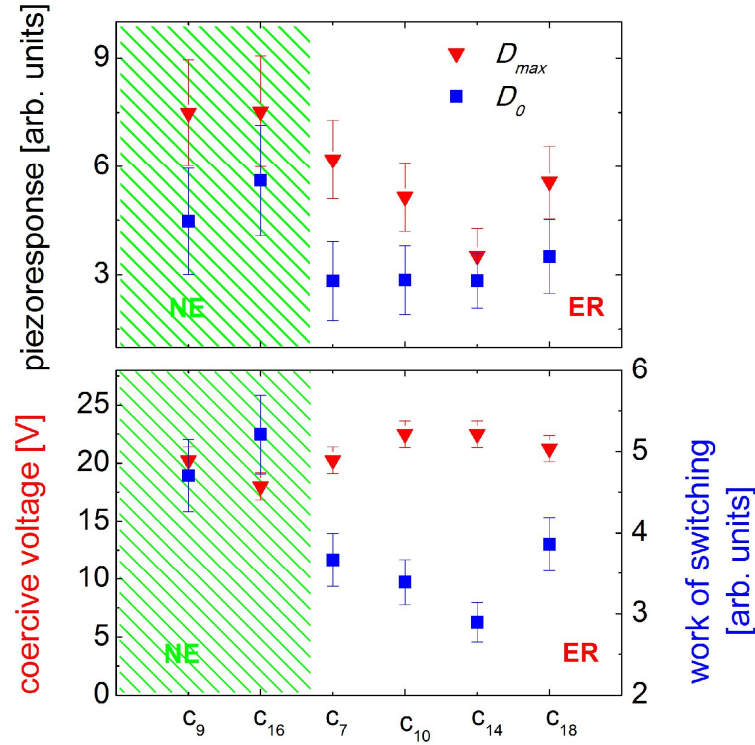 piezoresponse [arb. units]
9
6
3
D_max
D_0
NE
ER
coercive voltage [V]
25
20
15
10
5
0
NE
ER
6
5
4
3
2
work of switching
[arb. units]
c_9 c_16 c_7 c_10 c_14 c_18